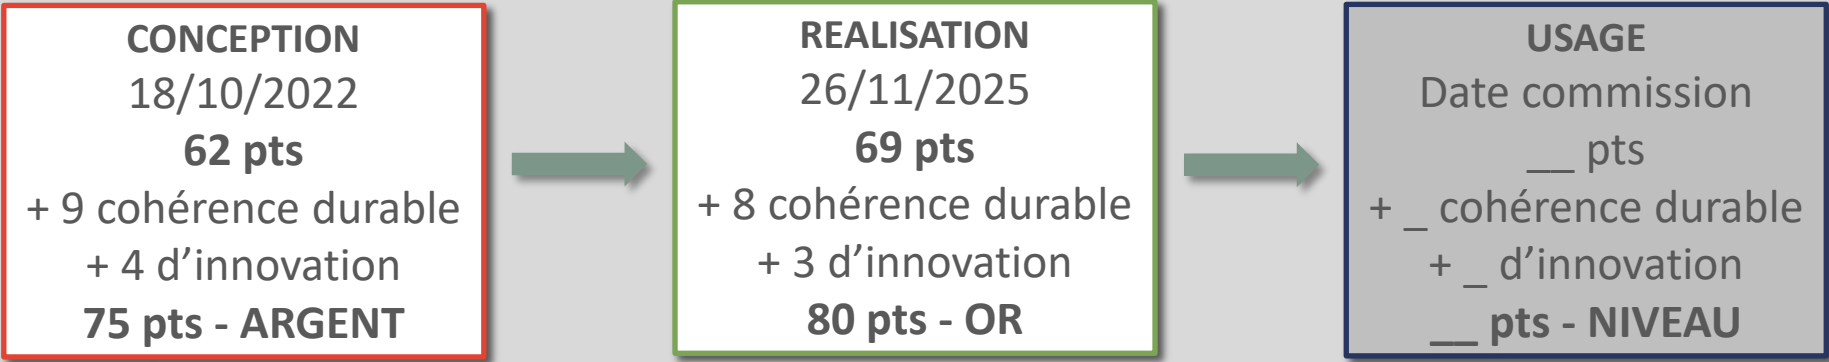 CONCEPTION
18/10/2022
62 pts
+ 9 cohérence durable
+ 4 d’innovation
75 pts - ARGENT
REALISATION
26/11/2025
69 pts
+ 8 cohérence durable
+ 3 d’innovation
80 pts - OR
USAGE
Date commission
__ pts
+ _ cohérence durable
+ _ d’innovation
__ pts - NIVEAU